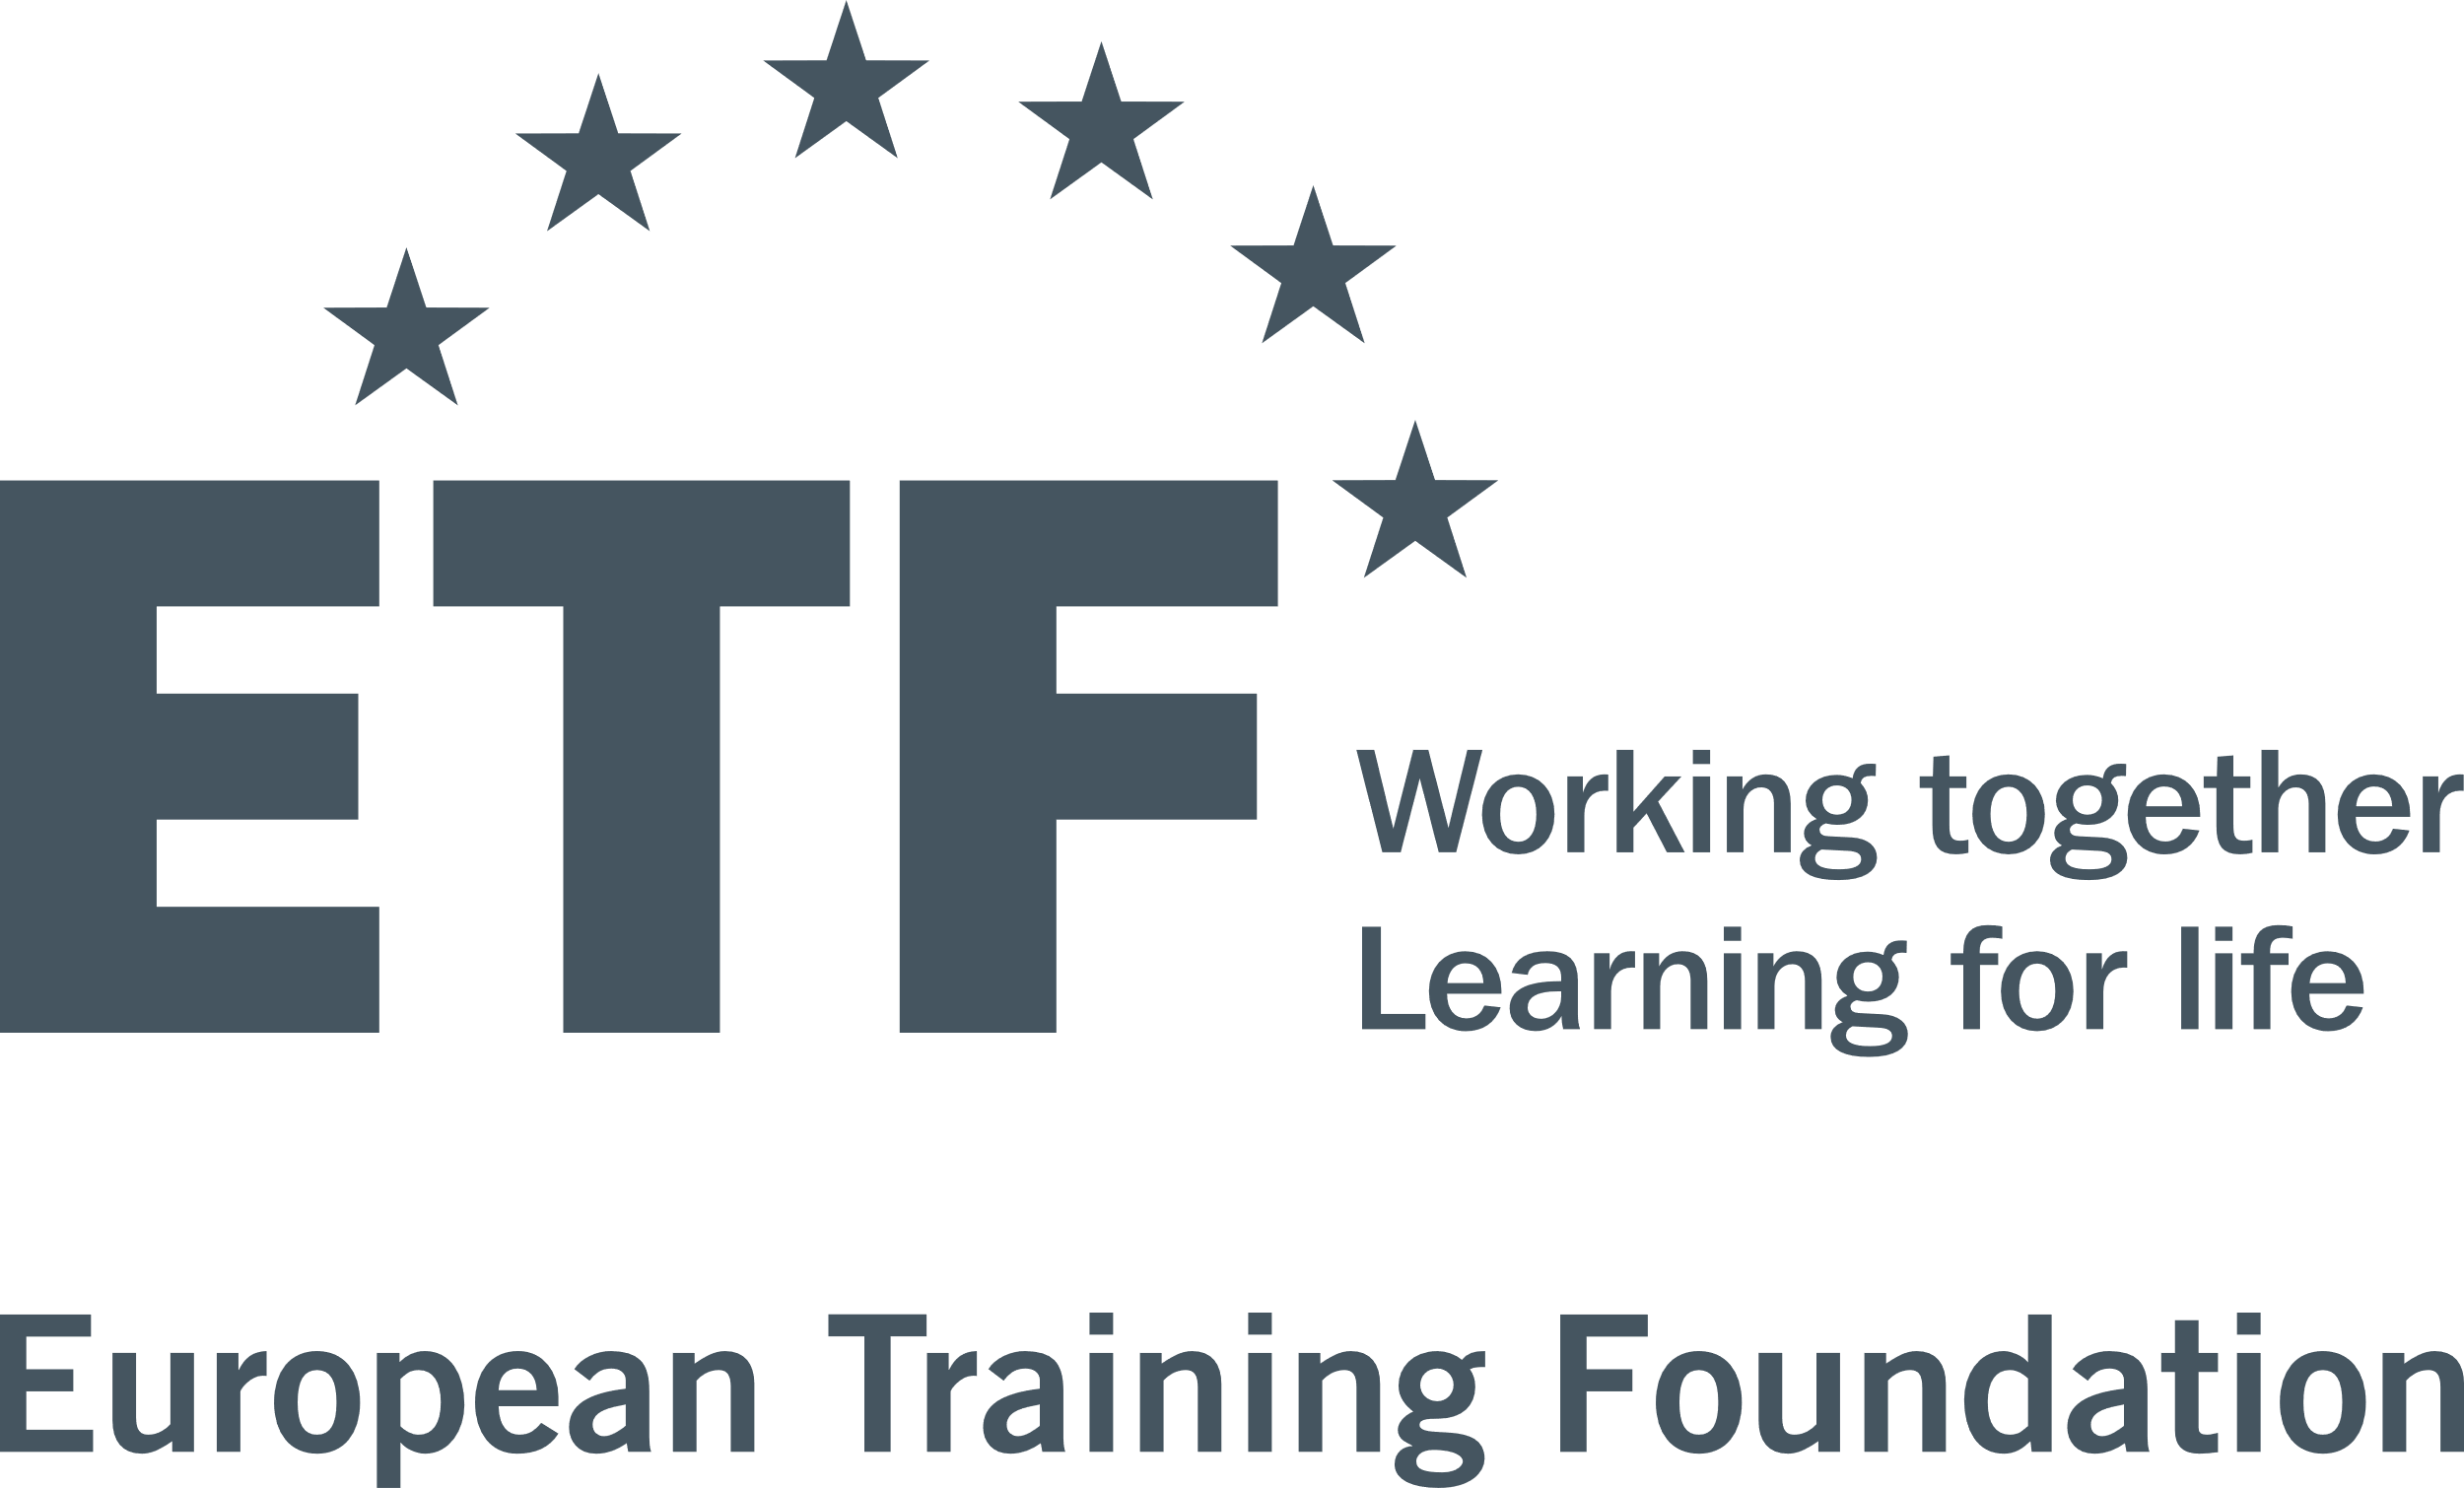 ETF
Working together
Learning for life
European Training Foundation